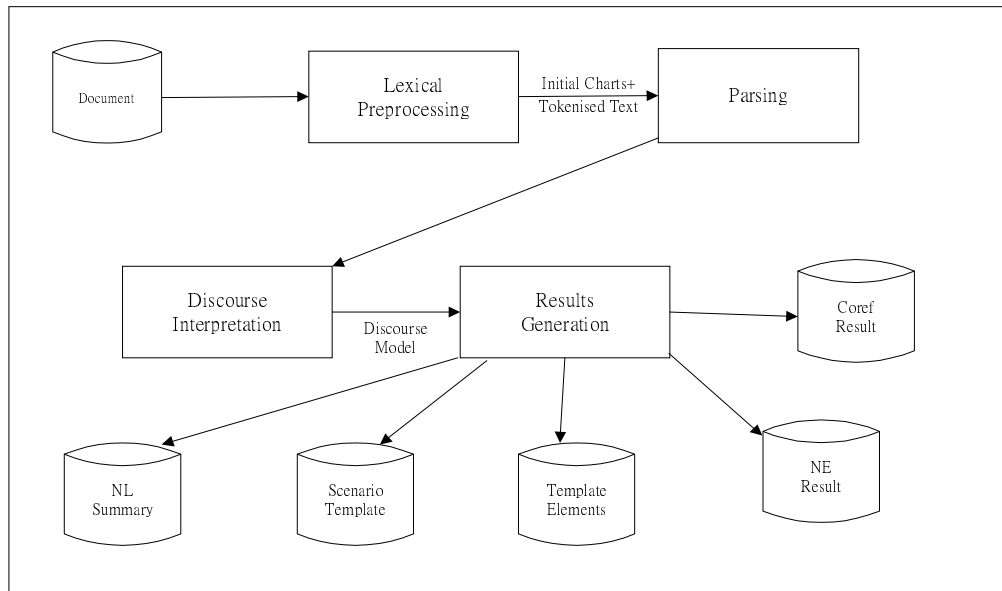 Document
Lexical
Preprocessing
Initial Charts+
Tokenised Text
Parsing
Discourse
Interpretation
Discourse
Model
Results
Generation
Coref
Result
NL
Summary
Scenario
Template
Template
Elements
NE
Result